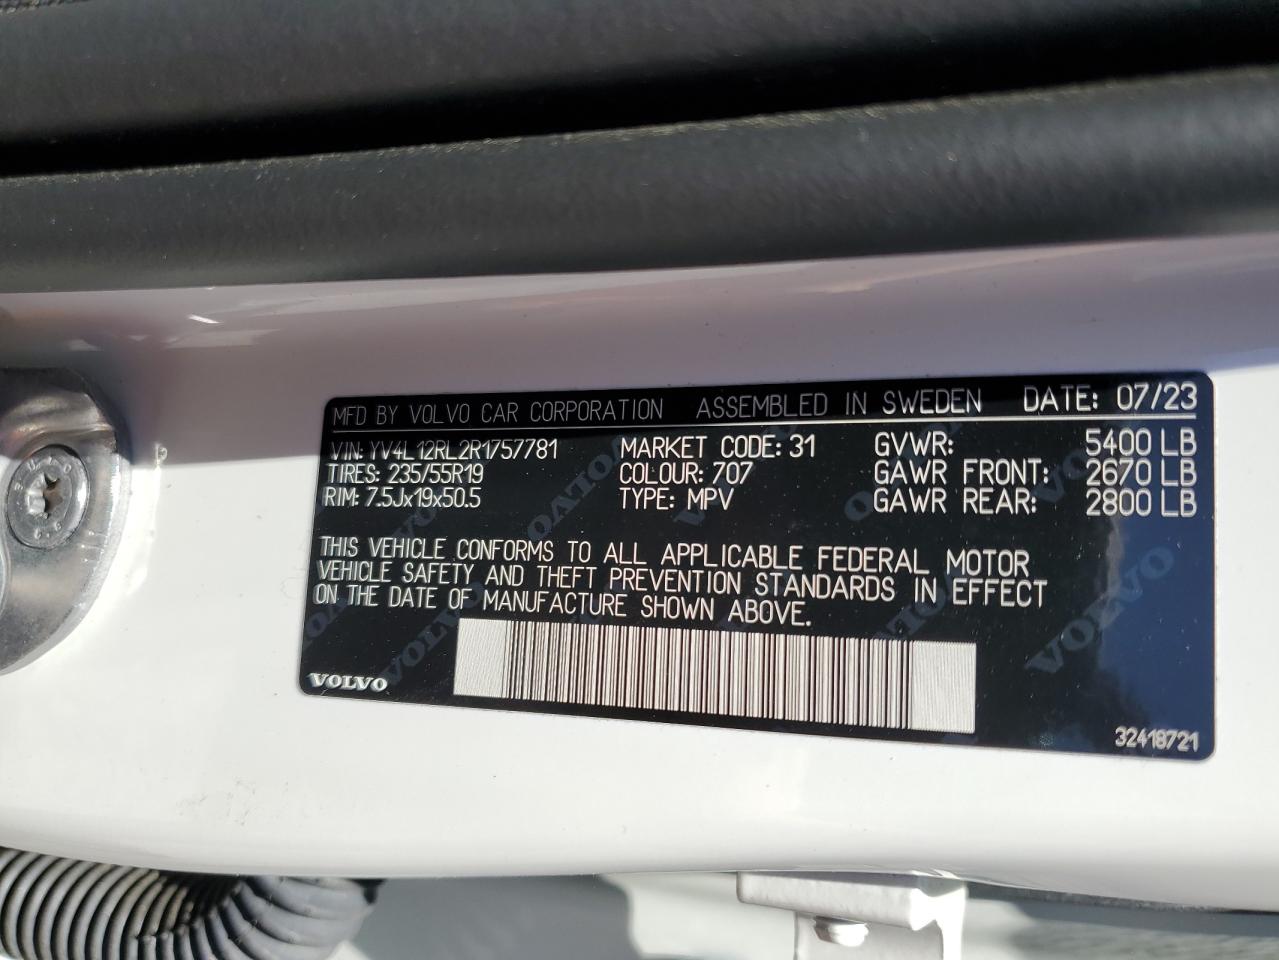 MFD BY VOLVO CAR CORPORATION ASSEMBLED IN SWEDEN DATE: 07/23
VIN: YV4L12RL2R1757781 MARKET CODE: 31 GVWR: 5400 LB
TIRES: 235/55R19 COLOUR: 707 GAWR FRONT: 2670 LB
RIM: 7.5Jx19x50.5 TYPE: MPV GAWR REAR: 2800 LB
THIS VEHICLE CONFORMS TO ALL APPLICABLE FEDERAL MOTOR
VEHICLE SAFETY AND THEFT PREVENTION STANDARDS IN EFFECT
ON THE DATE OF MANUFACTURE SHOWN ABOVE.
VOLVO
32418721